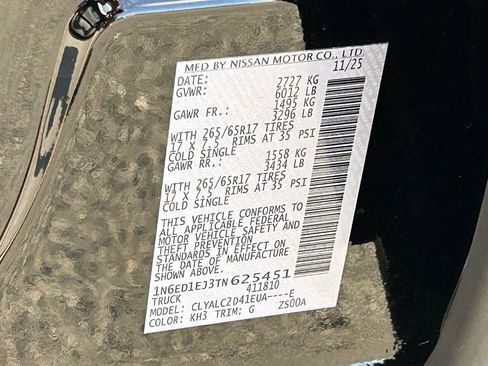 MFD BY NISSAN MOTOR CO., LTD
DATE: 11/25
GVWR: 2727 KG
6012 LB
GAWR FR.: 1495 KG
3296 LB
WITH 265/65R17 TIRES
17 X 7.5 RIMS AT 35 PSI
COLD SINGLE
GAWR RR.: 1558 KG
3434 LB
WITH 265/65R17 TIRES
17 X 7.5 RIMS AT 35 PSI
COLD SINGLE
THIS VEHICLE CONFORMS TO
ALL APPLICABLE FEDERAL
MOTOR VEHICLE SAFETY AND
THEFT PREVENTION
STANDARDS IN EFFECT ON
THE DATE OF MANUFACTURE
SHOWN ABOVE.
1N6ED1EJ3TN625451
TRUCK 411810
MODEL: CLYALC2D41EUA----E
COLOR: KH3 TRIM: G ZS00A